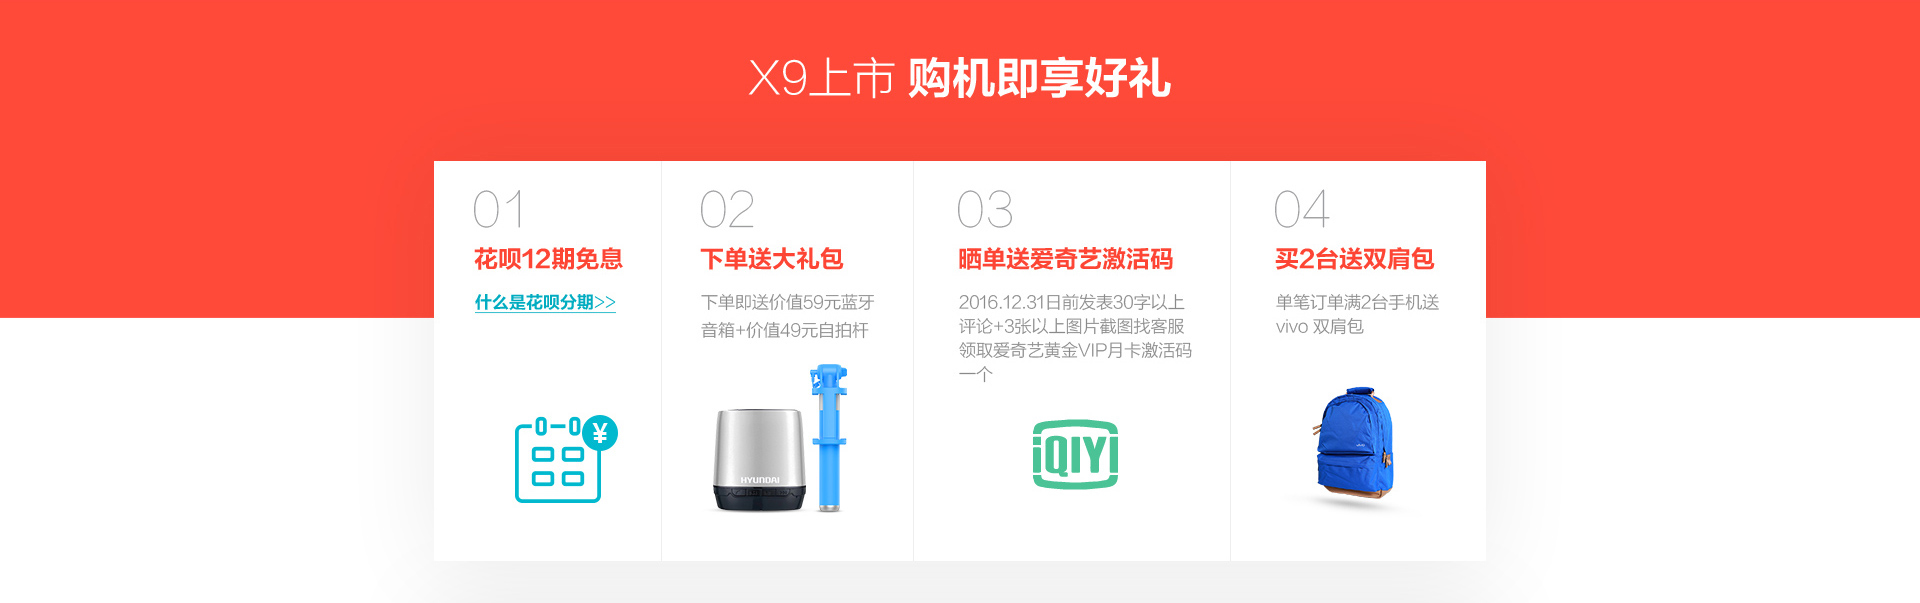 X9上市 购机即享好礼
01
花呗12期免息
什么是花呗分期>>
¥
02
下单送大礼包
下单即送价值59元蓝牙
音箱+价值49元自拍杆
HYUNDAI
03
晒单送爱奇艺激活码
2016.12.31日前发表30字以上
评论+3张以上图片截图找客服
领取爱奇艺黄金VIP月卡激活码
一个
iQIYI
04
买2台送双肩包
单笔订单满2台手机送
vivo 双肩包